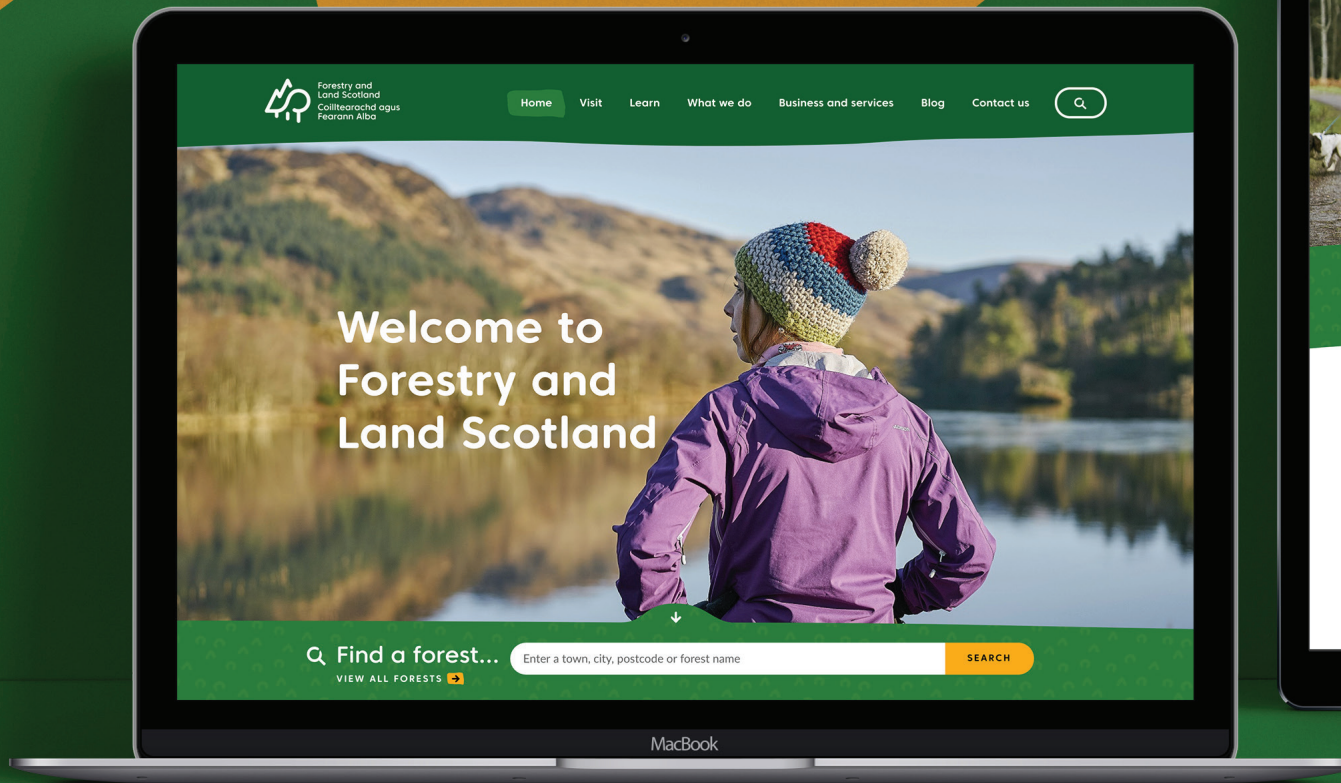 Forestry and
Land Scotland
Coilltearachd agus
Fearann Alba
Home Visit Learn What we do Business and services Blog Contact us
Welcome to
Forestry and
Land Scotland
Find a forest...
Enter a town, city, postcode or forest name
SEARCH
VIEW ALL FORESTS
MacBook